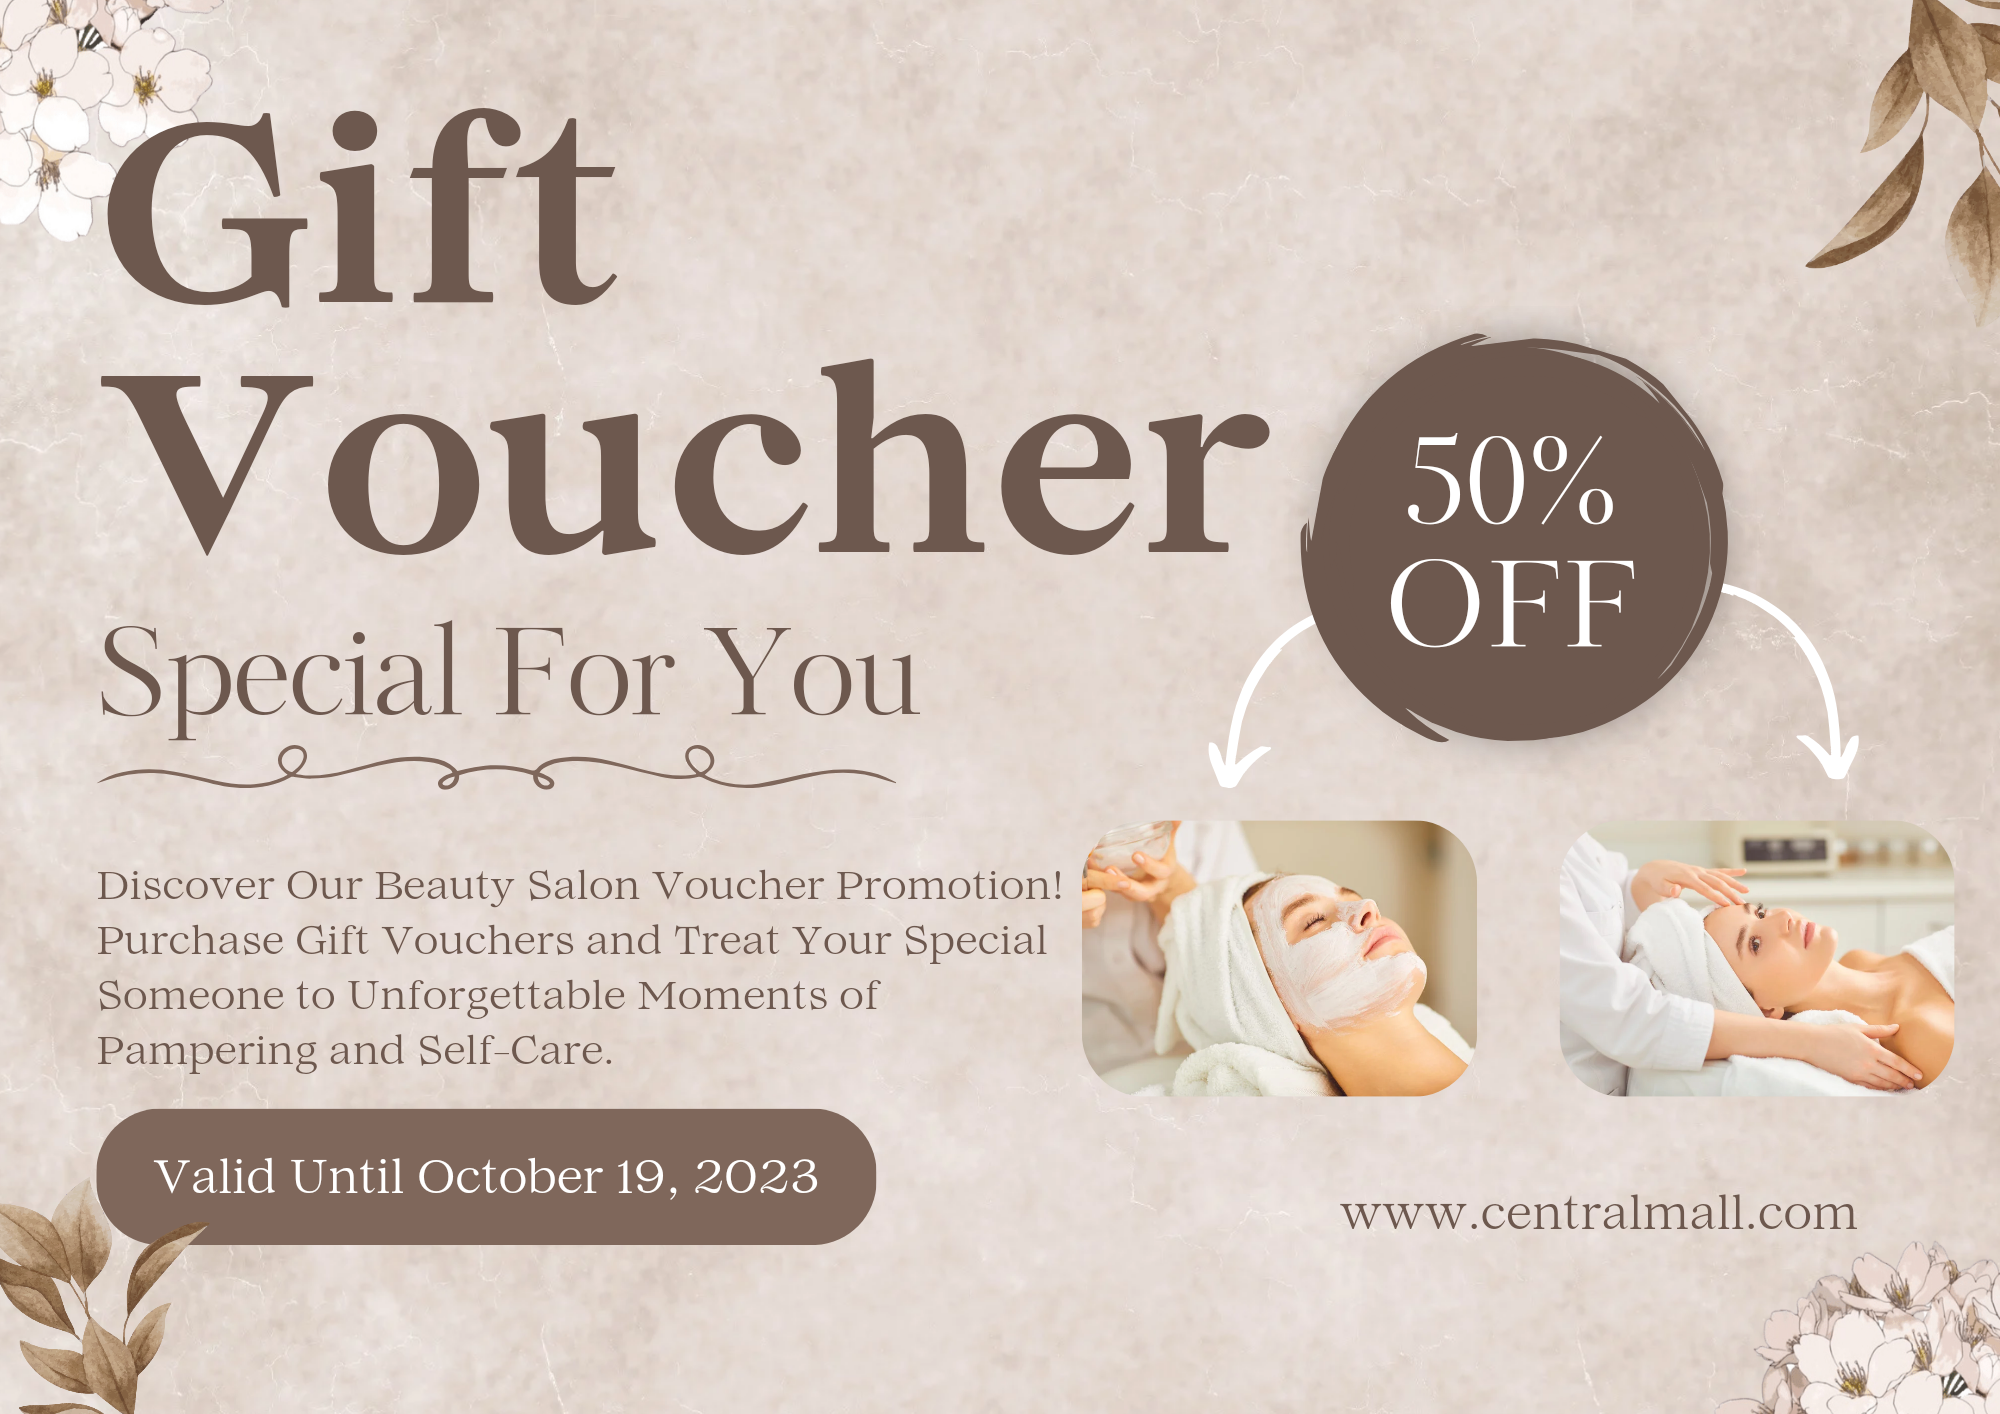 Gift
Voucher
50%
OFF
Special For You
Discover Our Beauty Salon Voucher Promotion!
Purchase Gift Vouchers and Treat Your Special
Someone to Unforgettable Moments of
Pampering and Self-Care.
Valid Until October 19, 2023
www.centralmall.com